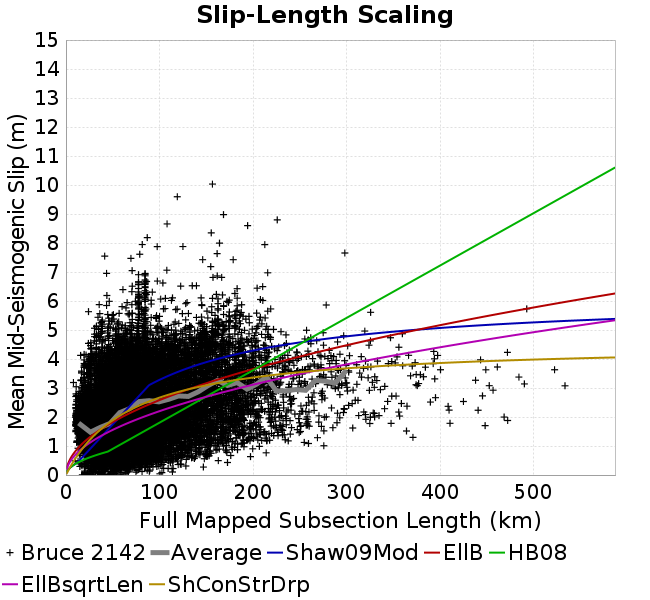 Slip-Length Scaling
Mean Mid-Seismogenic Slip (m)
15
14
13
12
11
10
9
8
7
6
5
4
3
2
1
0
0 100 200 300 400 500
Full Mapped Subsection Length (km)
+ Bruce 2142 Average Shaw09Mod EllB HB08
EllBsqrtLen ShConStrDrp